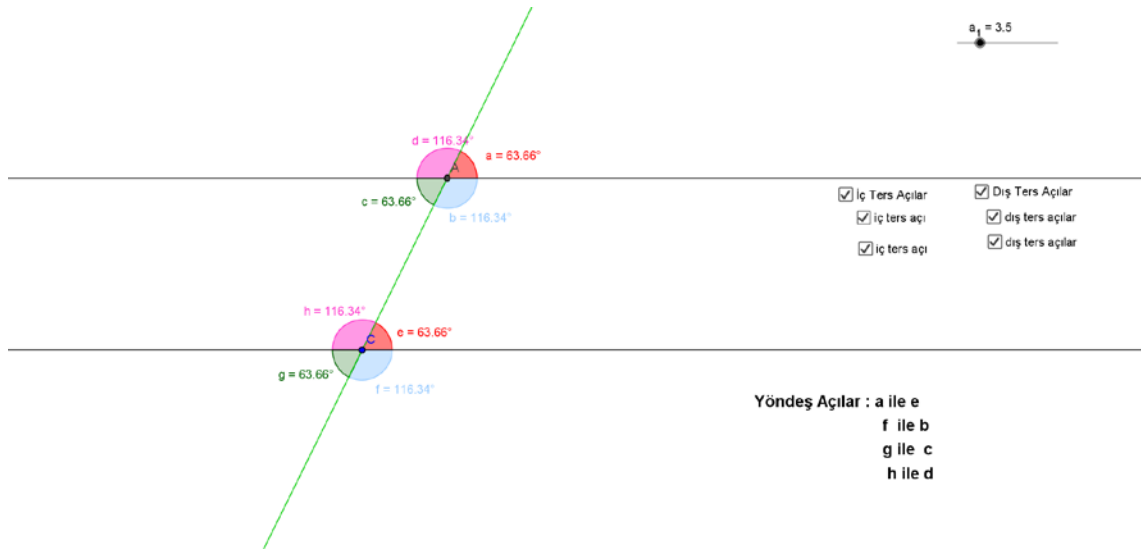 a1 = 3.5
d = 116.34°
a = 63.66°
A
c = 63.66°
b = 116.34°
İç Ters Açılar
Dış Ters Açılar
iç ters açı
dış ters açılar
iç ters açı
dış ters açılar
h = 116.34°
C
e = 63.66°
g = 63.66°
f = 116.34°
Yöndeş Açılar : a ile e
f ile b
g ile c
h ile d